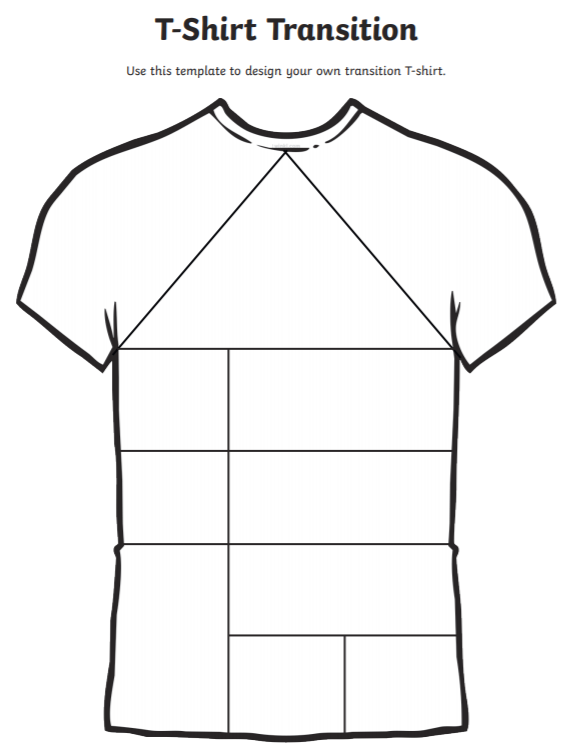 T-Shirt Transition
Use this template to design your own transition T-shirt.